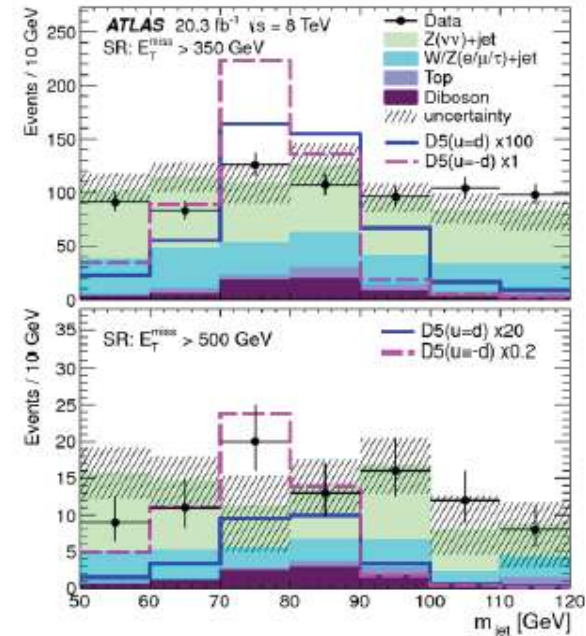 ATLAS 20.3 fb⁻¹ √s = 8 TeV
SR: E_T^miss > 350 GeV
Data
Z(νν)+jet
W/Z(e/μ/τ)+jet
Top
Diboson
uncertainty
D5(u=d) x100
D5(u=-d) x1
Events / 10 GeV
250
200
150
100
50
0
SR: E_T^miss > 500 GeV
D5(u=d) x20
D5(u=-d) x0.2
Events / 10 GeV
35
30
25
20
15
10
5
0
50 60 70 80 90 100 110 120
m_jet [GeV]